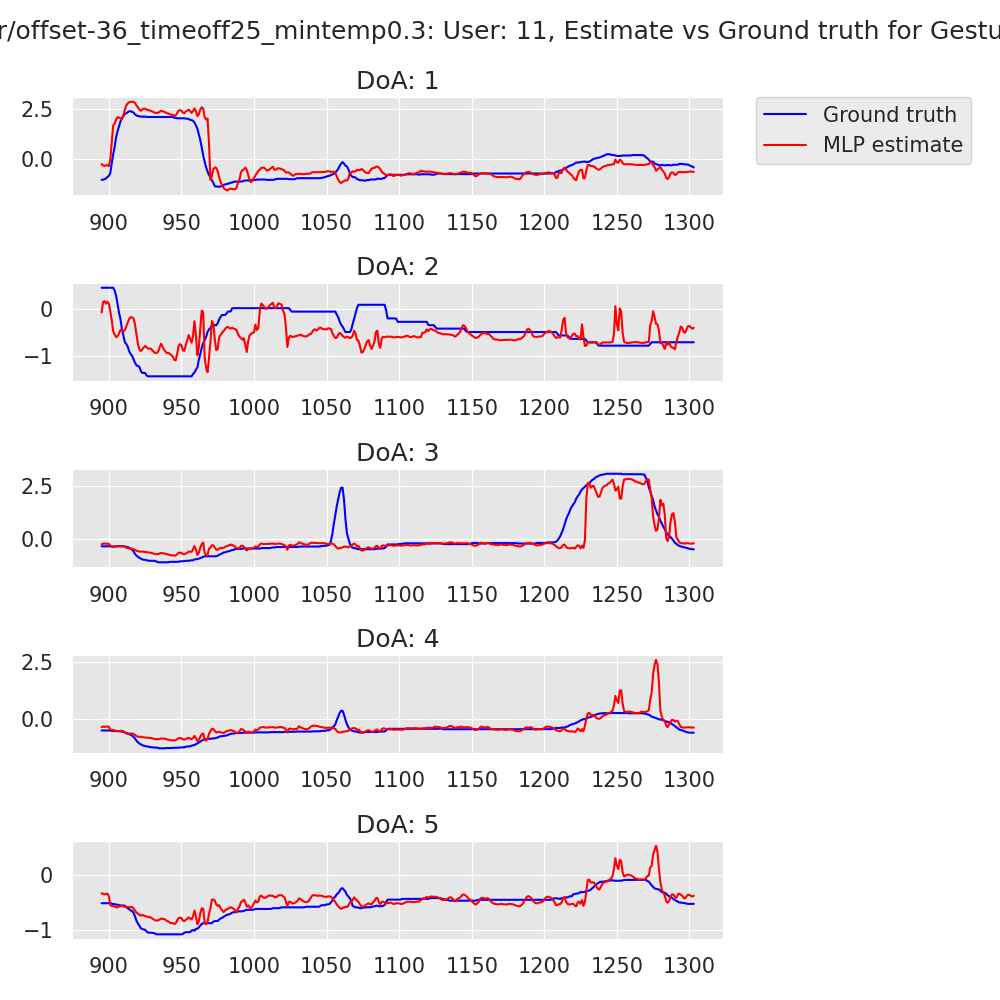 r/offset-36_timeoff25_mintemp0.3: User: 11, Estimate vs Ground truth for Gestu
DoA: 1
Ground truth
MLP estimate
2.5
0.0
900 950 1000 1050 1100 1150 1200 1250 1300
DoA: 2
0
−1
900 950 1000 1050 1100 1150 1200 1250 1300
DoA: 3
2.5
0.0
900 950 1000 1050 1100 1150 1200 1250 1300
DoA: 4
2.5
0.0
900 950 1000 1050 1100 1150 1200 1250 1300
DoA: 5
0
−1
900 950 1000 1050 1100 1150 1200 1250 1300